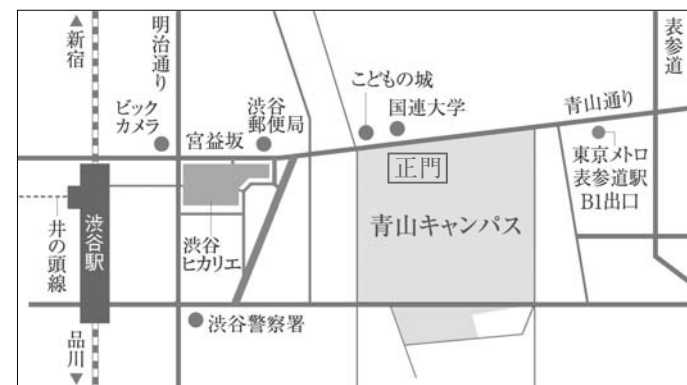 ▲
新宿
明治通り
ビック
カメラ
宮益坂
渋谷
郵便局
こどもの城
国連大学
青山通り
表参道
正門
東京メトロ
表参道駅
B1出口
青山キャンパス
井の頭線
渋谷駅
渋谷
ヒカリエ
渋谷警察署
品川
▼